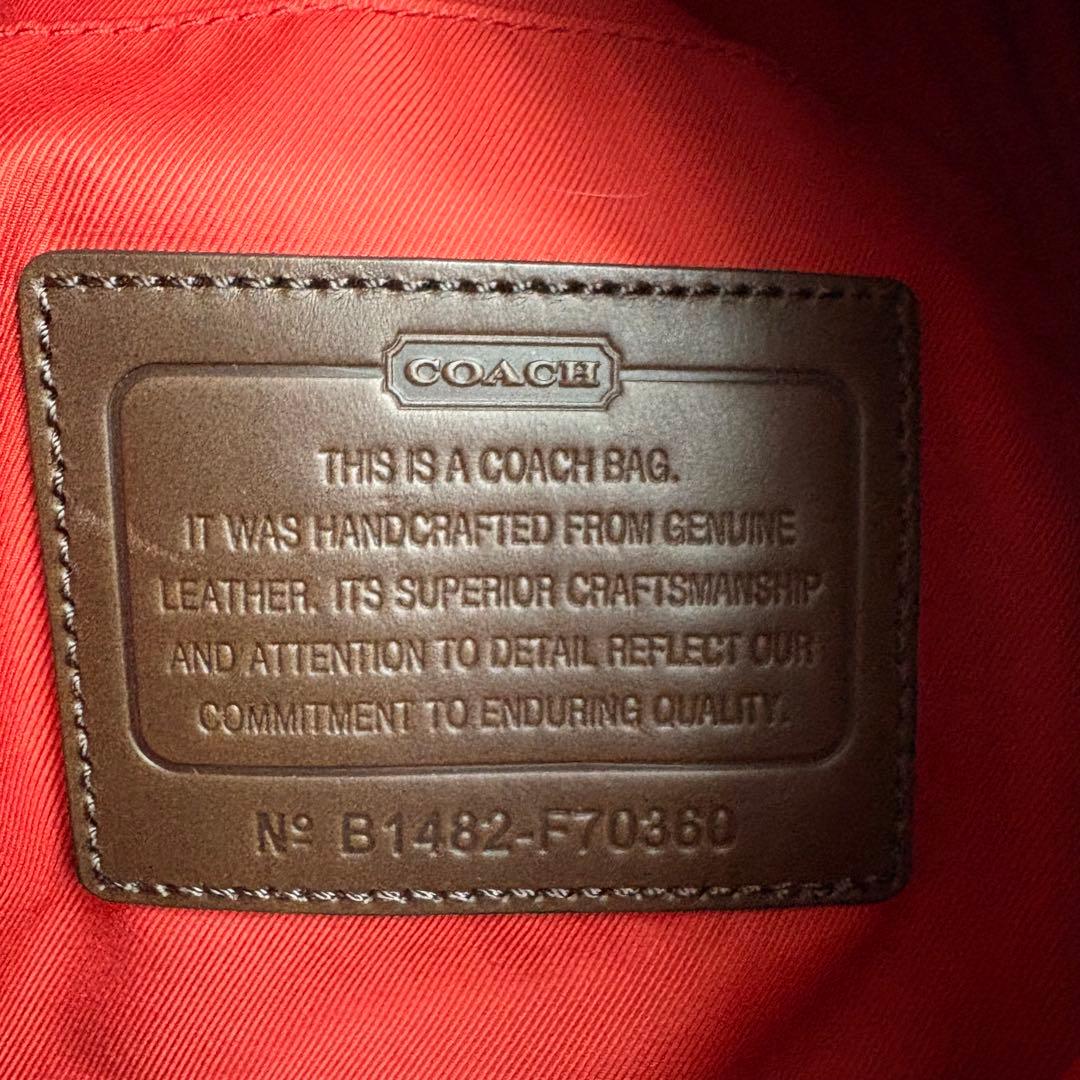 COACH
THIS IS A COACH BAG.
IT WAS HANDCRAFTED FROM GENUINE
LEATHER. ITS SUPERIOR CRAFTSMANSHIP
AND ATTENTION TO DETAIL REFLECT OUR
COMMITMENT TO ENDURING QUALITY.
Nº B1482-F70360